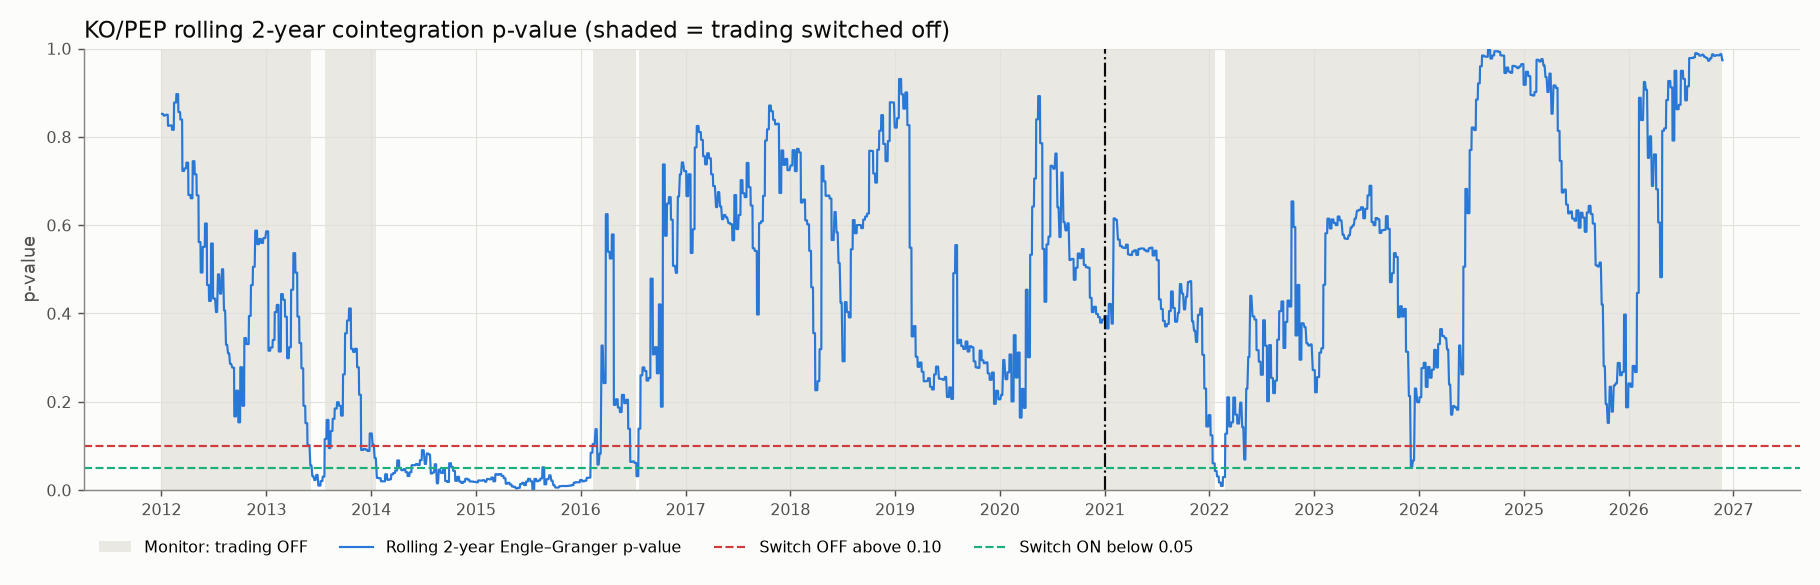 KO/PEP rolling 2-year cointegration p-value (shaded = trading switched off)
1.0
0.8
0.6
0.4
0.2
0.0
p-value
2012 2013 2014 2015 2016 2017 2018 2019 2020 2021 2022 2023 2024 2025 2026 2027
Monitor: trading OFF Rolling 2-year Engle–Granger p-value Switch OFF above 0.10 Switch ON below 0.05